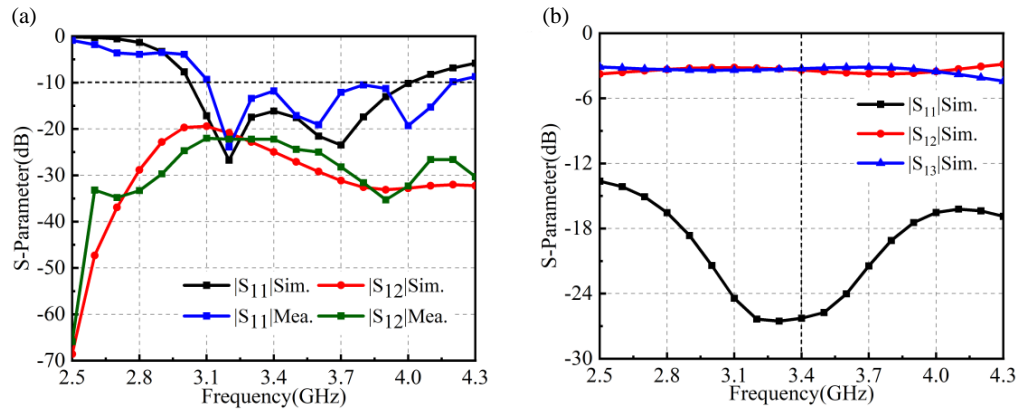 (a)
0
-10
-20
-30
-40
-50
-60
-70
S-Parameter(dB)
|S11|Sim. |S12|Sim.
|S11|Mea. |S12|Mea.
2.5 2.8 3.1 3.4 3.7 4.0 4.3
Frequency(GHz)
(b)
0
-6
-12
-18
-24
-30
S-Parameter(dB)
|S11|Sim.
|S12|Sim.
|S13|Sim.
2.5 2.8 3.1 3.4 3.7 4.0 4.3
Frequency(GHz)